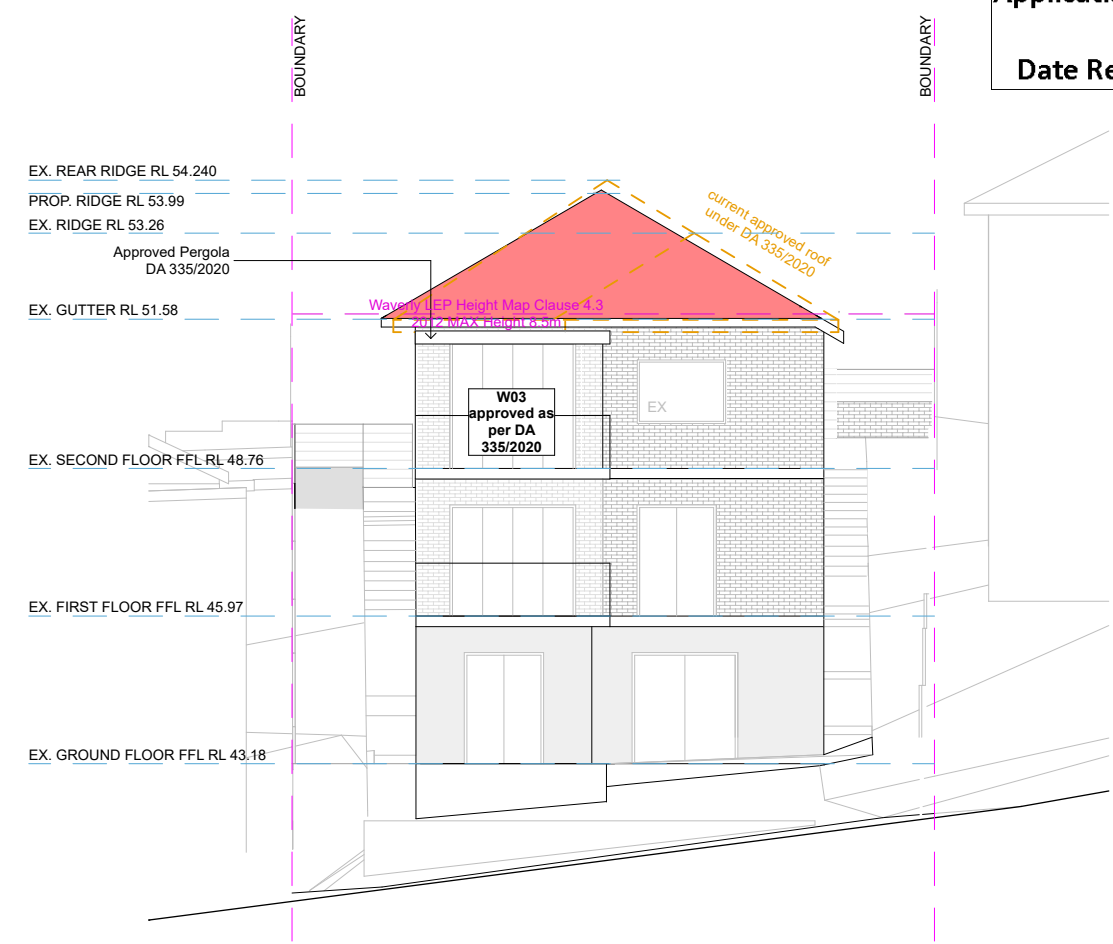 Date Re
BOUNDARY
BOUNDARY
EX. REAR RIDGE RL 54.240
PROP. RIDGE RL 53.99
EX. RIDGE RL 53.26
current approved roof
under DA 335/2020
Approved Pergola
DA 335/2020
EX. GUTTER RL 51.58
Waverly LEP Height Map Clause 4.3
2012 MAX Height 8.5m
W03
approved as
per DA
335/2020
EX
EX. SECOND FLOOR FFL RL 48.76
EX. FIRST FLOOR FFL RL 45.97
EX. GROUND FLOOR FFL RL 43.18